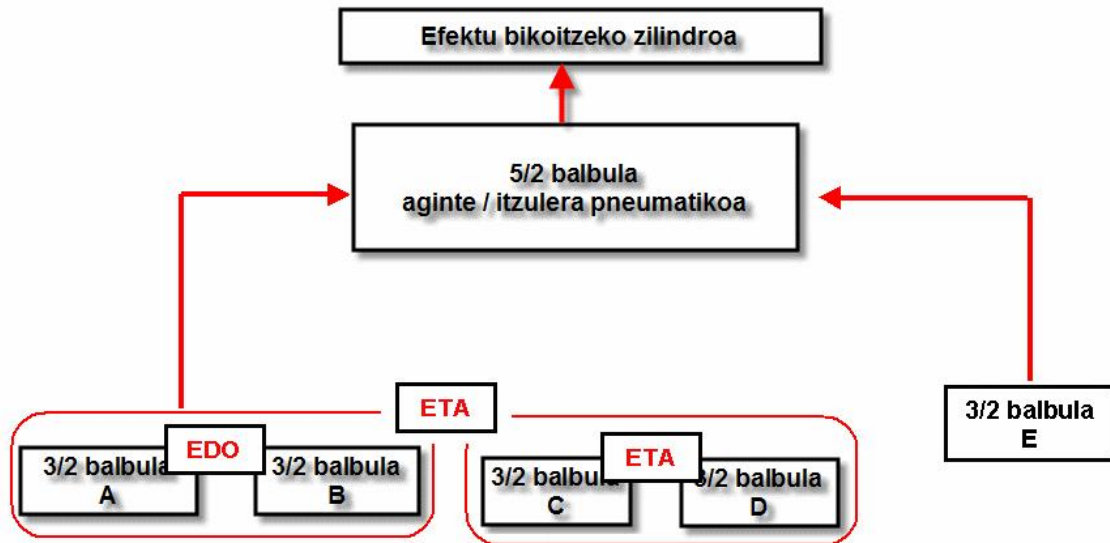 Efektu bikoitzeko zilindroa
5/2 balbula
aginte / itzulera pneumatikoa
ETA
3/2 balbula
E
EDO
3/2 balbula
A
3/2 balbula
B
ETA
3/2 balbula
C
3/2 balbula
D